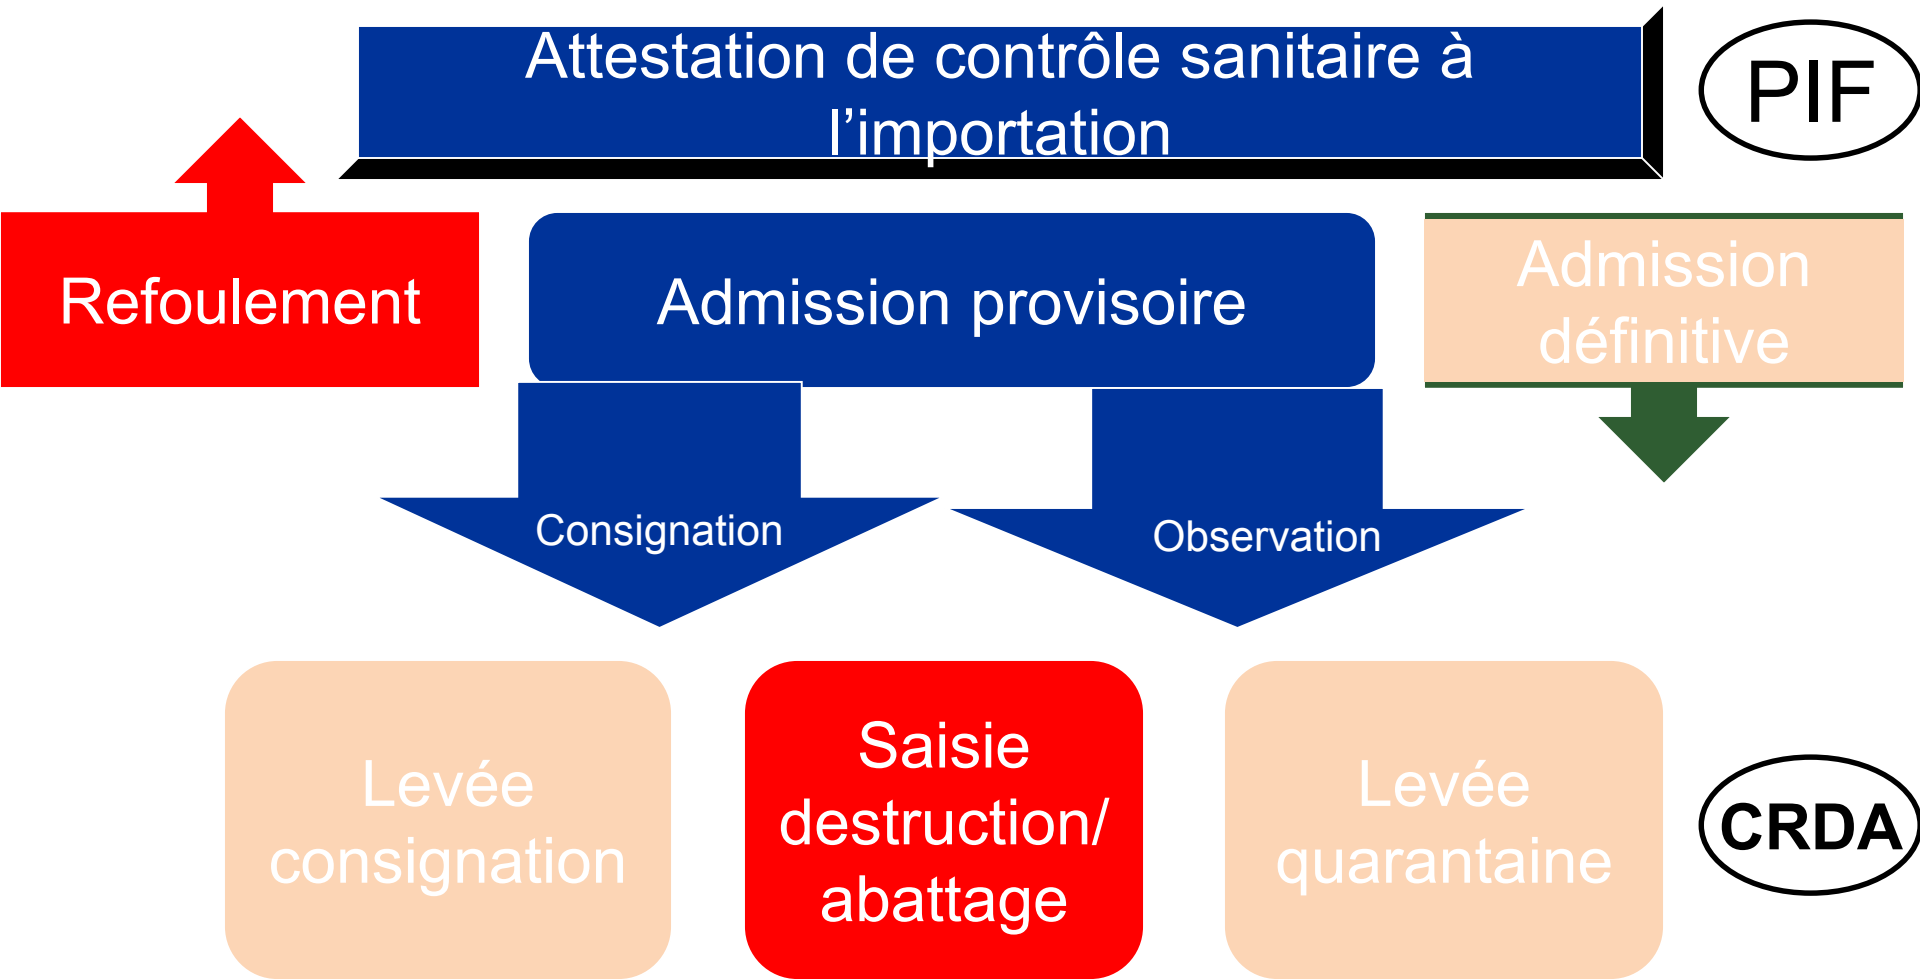 Attestation de contrôle sanitaire à
l’importation
PIF
Refoulement
Admission provisoire
Admission
définitive
Consignation
Observation
Levée
consignation
Saisie
destruction/
abattage
Levée
quarantaine
CRDA